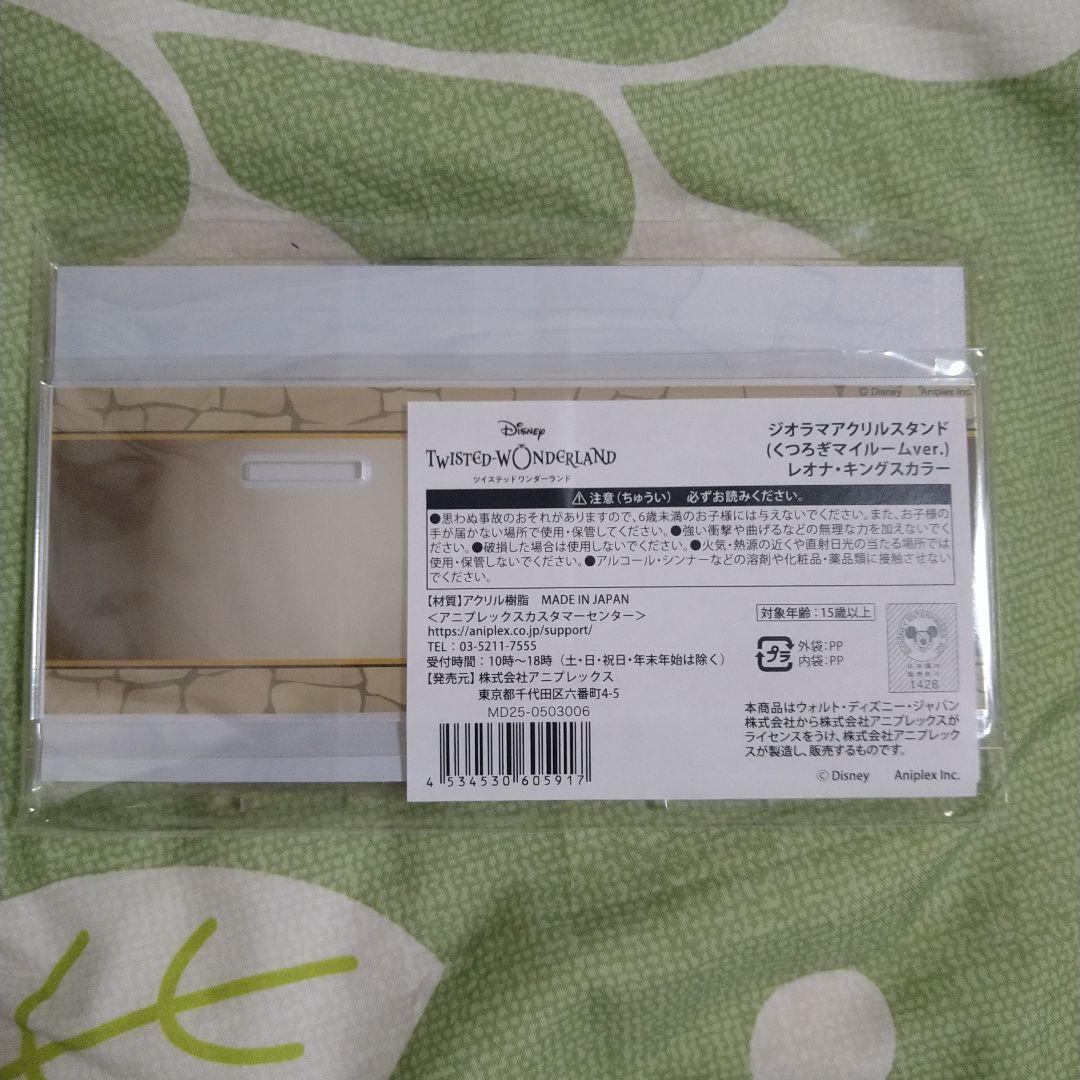 © Disney Aniplex Inc.
Disney
TWISTED-WONDERLAND
ツイステッドワンダーランド
ジオラマアクリルスタンド
(くつろぎマイルームver.)
レオナ・キングスカラー
⚠注意(ちゅうい) 必ずお読みください。
●思わぬ事故のおそれがありますので、6歳未満のお子様には与えないでください。また、お子様の
手が届かない場所で使用・保管してください。●強い衝撃や曲げるなどの無理な力を加えないでく
ださい。●破損した場合は使用しないでください。●火気・熱源の近くや直射日光の当たる場所では
使用・保管しないでください。●アルコール・シンナーなどの溶剤や化粧品・薬品類に接触させない
でください。
【材質】アクリル樹脂 MADE IN JAPAN
<アニプレックスカスタマーセンター>
https://aniplex.co.jp/support/
TEL:03-5211-7555
受付時間:10時〜18時(土・日・祝日・年末年始は除く)
【発売元】株式会社アニプレックス
東京都千代田区六番町4-5
MD25-0503006
4 534530 605917
対象年齢:15歳以上
プラ
外袋:PP
内袋:PP
日本国内
販売許可
1428
本商品はウォルト・ディズニー・ジャパン
株式会社から株式会社アニプレックスが
ライセンスをうけ、株式会社アニプレック
スが製造し、販売するものです。
© Disney Aniplex Inc.